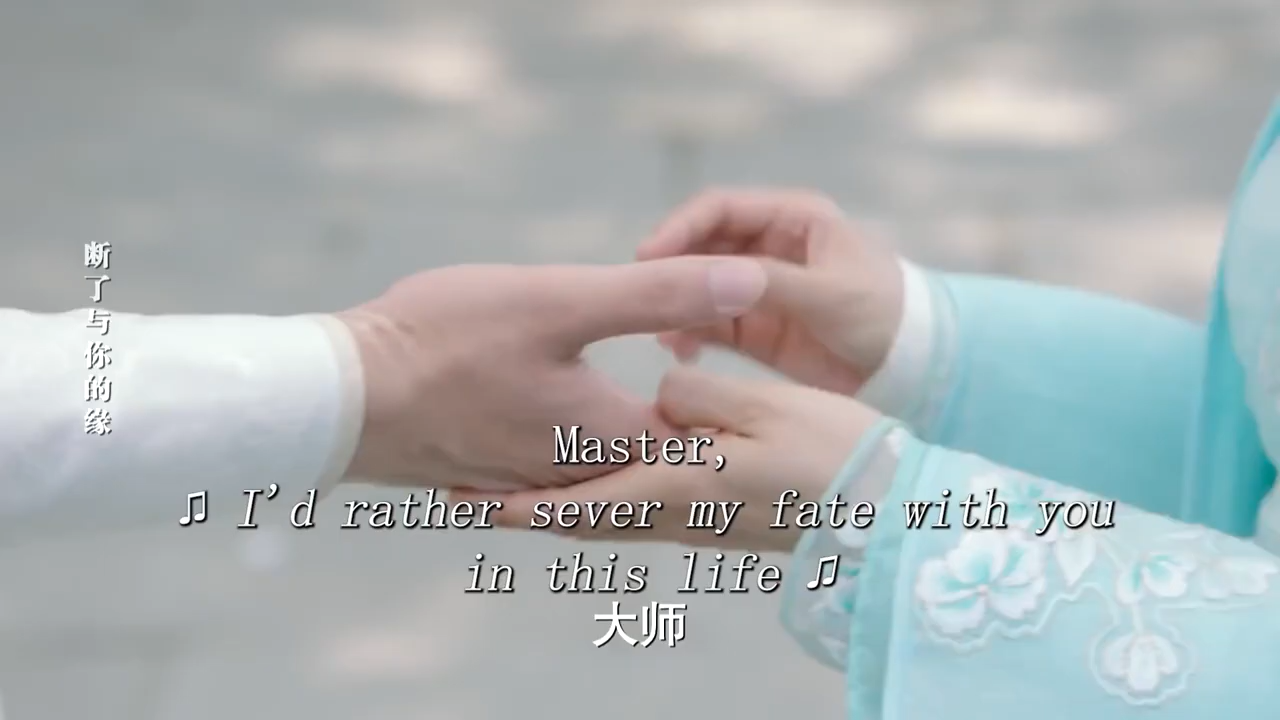 断了与你的缘
Master,
♫ I'd rather sever my fate with you
in this life ♫
大师